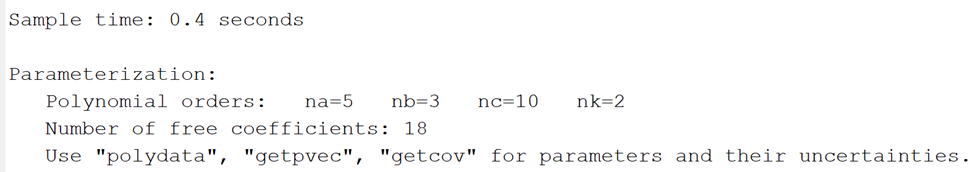 Sample time: 0.4 seconds
Parameterization:
Polynomial orders: na=5 nb=3 nc=10 nk=2
Number of free coefficients: 18
Use "polydata", "getpvec", "getcov" for parameters and their uncertainties.